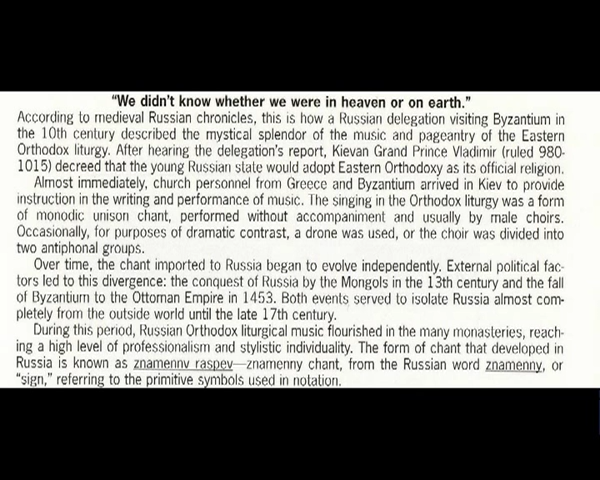 “We didn’t know whether we were in heaven or on earth.”
According to medieval Russian chronicles, this is how a Russian delegation visiting Byzantium in
the 10th century described the mystical splendor of the music and pageantry of the Eastern
Orthodox liturgy. After hearing the delegation’s report, Kievan Grand Prince Vladimir (ruled 980-
1015) decreed that the young Russian state would adopt Eastern Orthodoxy as its official religion.
Almost immediately, church personnel from Greece and Byzantium arrived in Kiev to provide
instruction in the writing and performance of music. The singing in the Orthodox liturgy was a form
of monodic unison chant, performed without accompaniment and usually by male choirs.
Occasionally, for purposes of dramatic contrast, a drone was used, or the choir was divided into
two antiphonal groups.
Over time, the chant imported to Russia began to evolve independently. External political fac-
tors led to this divergence: the conquest of Russia by the Mongols in the 13th century and the fall
of Byzantium to the Ottoman Empire in 1453. Both events served to isolate Russia almost com-
pletely from the outside world until the late 17th century.
During this period, Russian Orthodox liturgical music flourished in the many monasteries, reach-
ing a high level of professionalism and stylistic individuality. The form of chant that developed in
Russia is known as znamenny raspev—znamenny chant, from the Russian word znamenny, or
“sign,” referring to the primitive symbols used in notation.